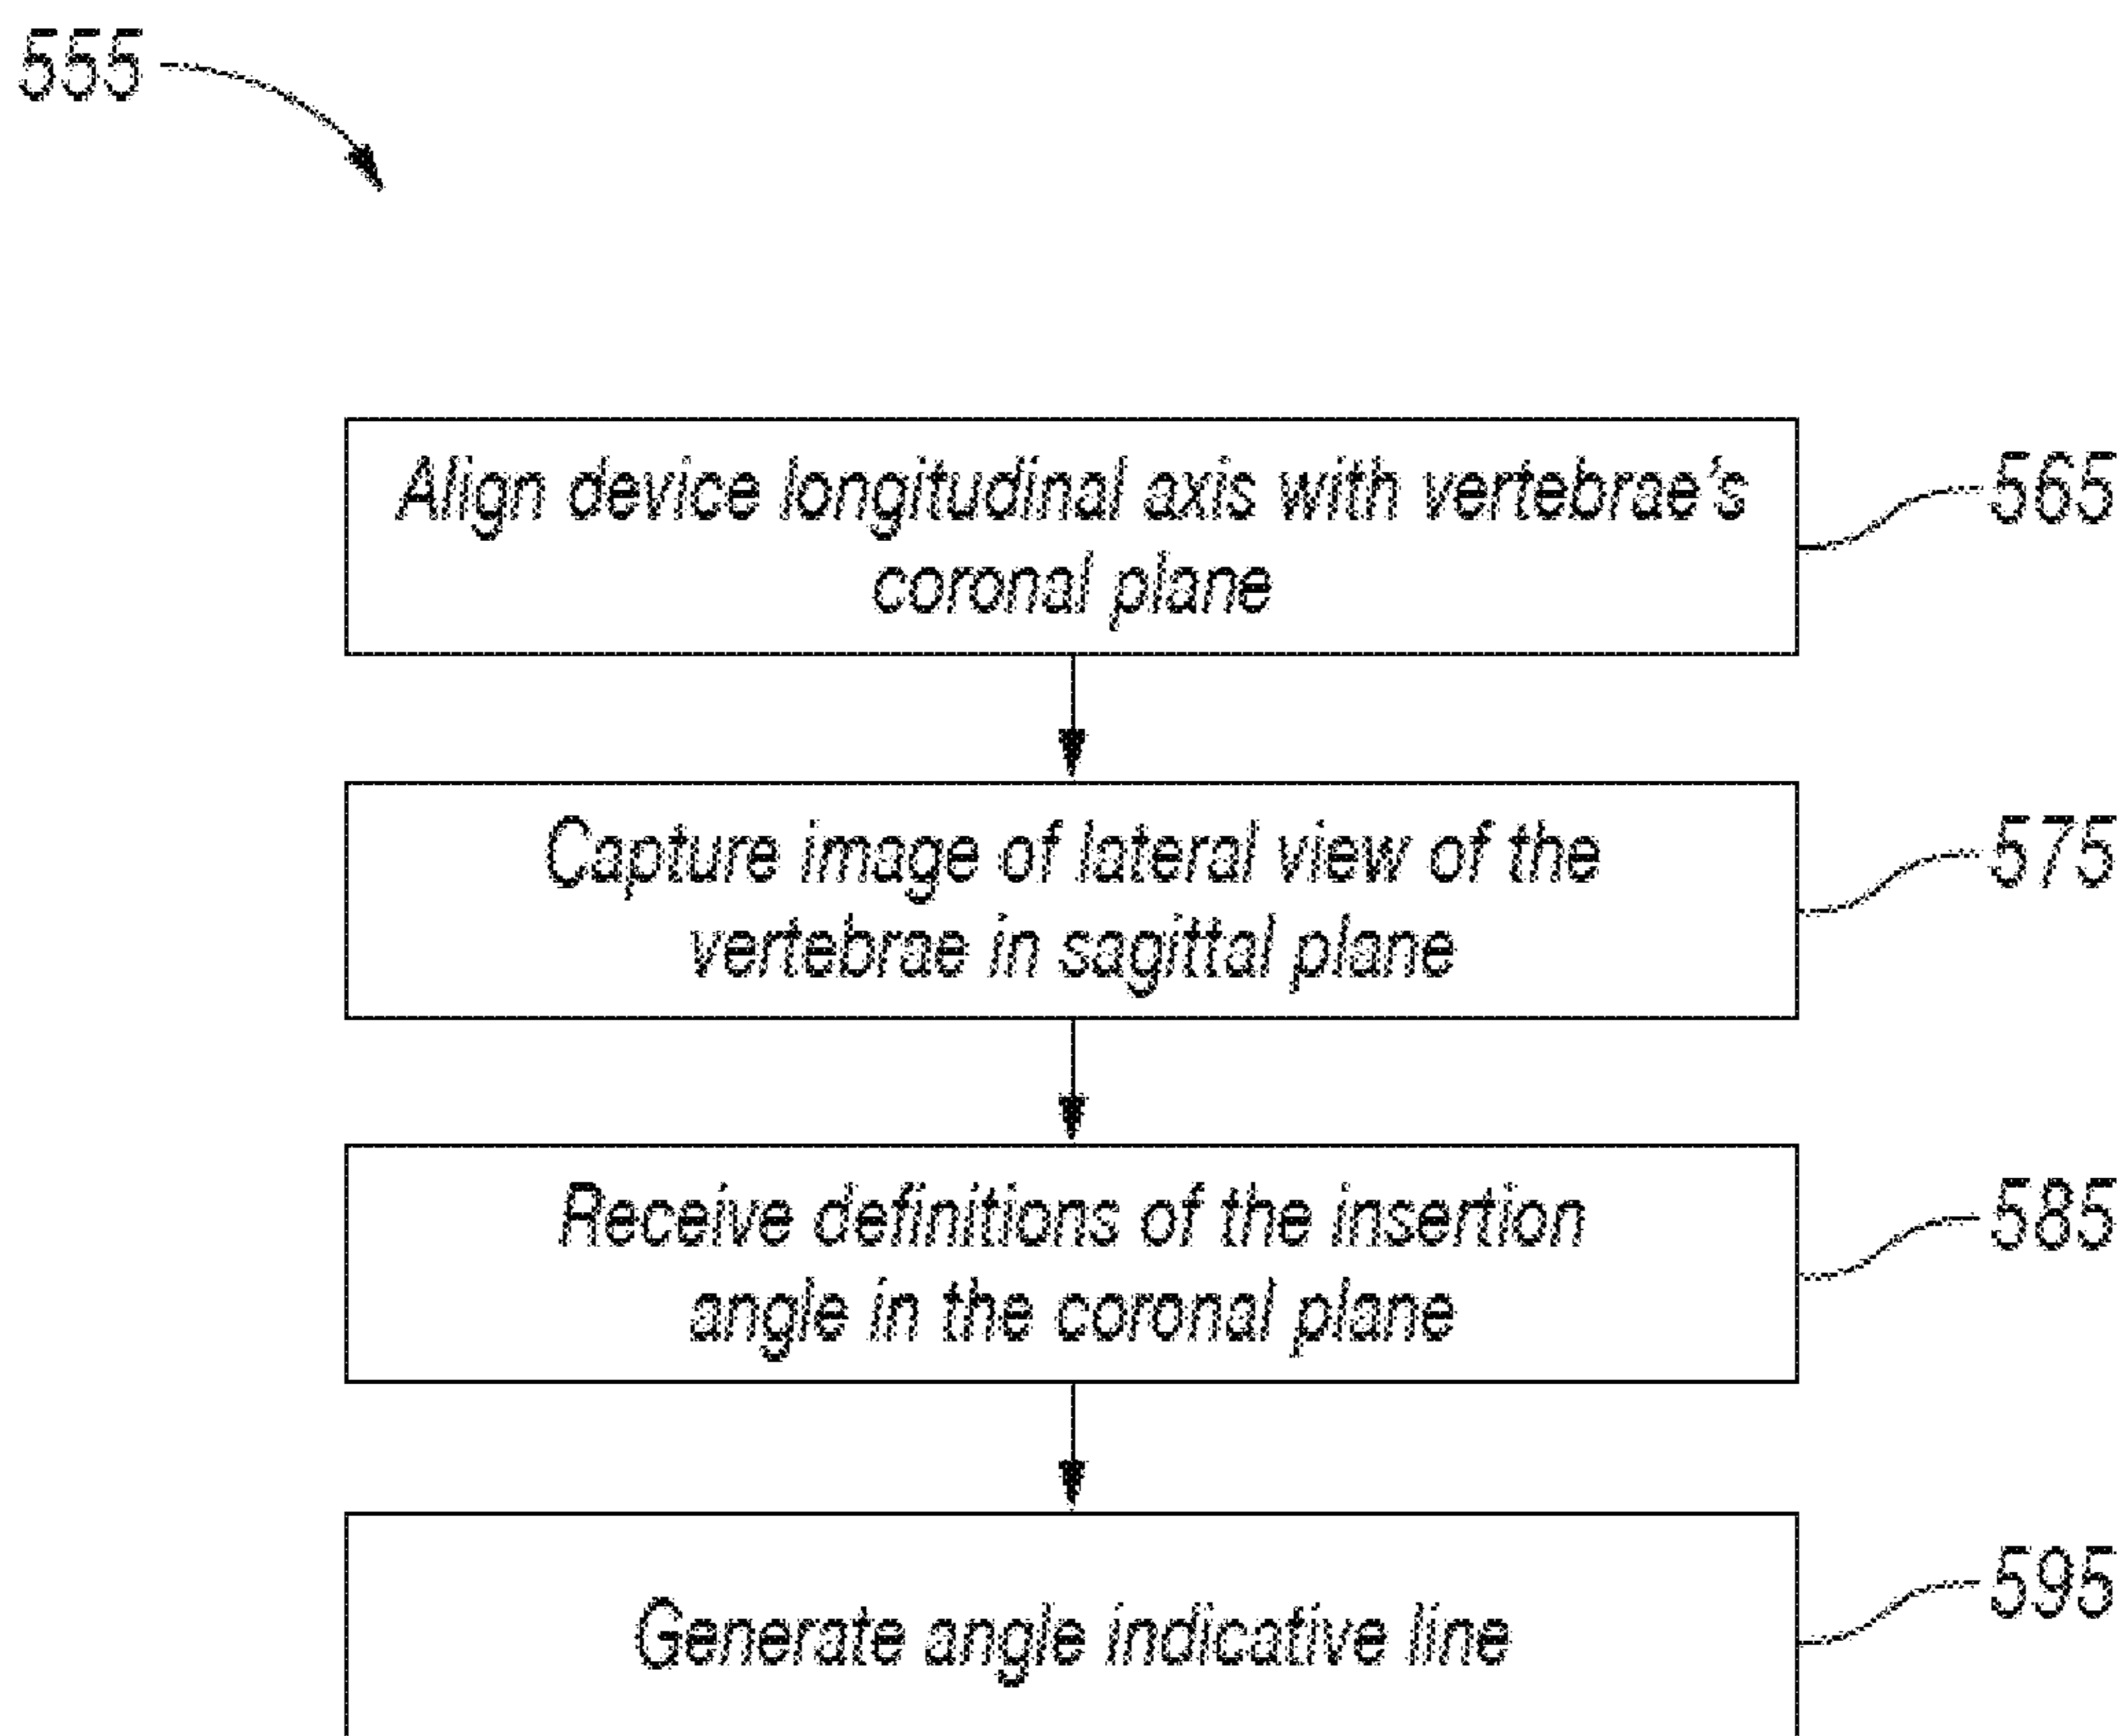 555
Align device longitudinal axis with vertebrae's
coronal plane
565
Capture image of lateral view of the
vertebrae in sagittal plane
575
Receive definitions of the insertion
angle in the coronal plane
585
Generate angle indicative line
595